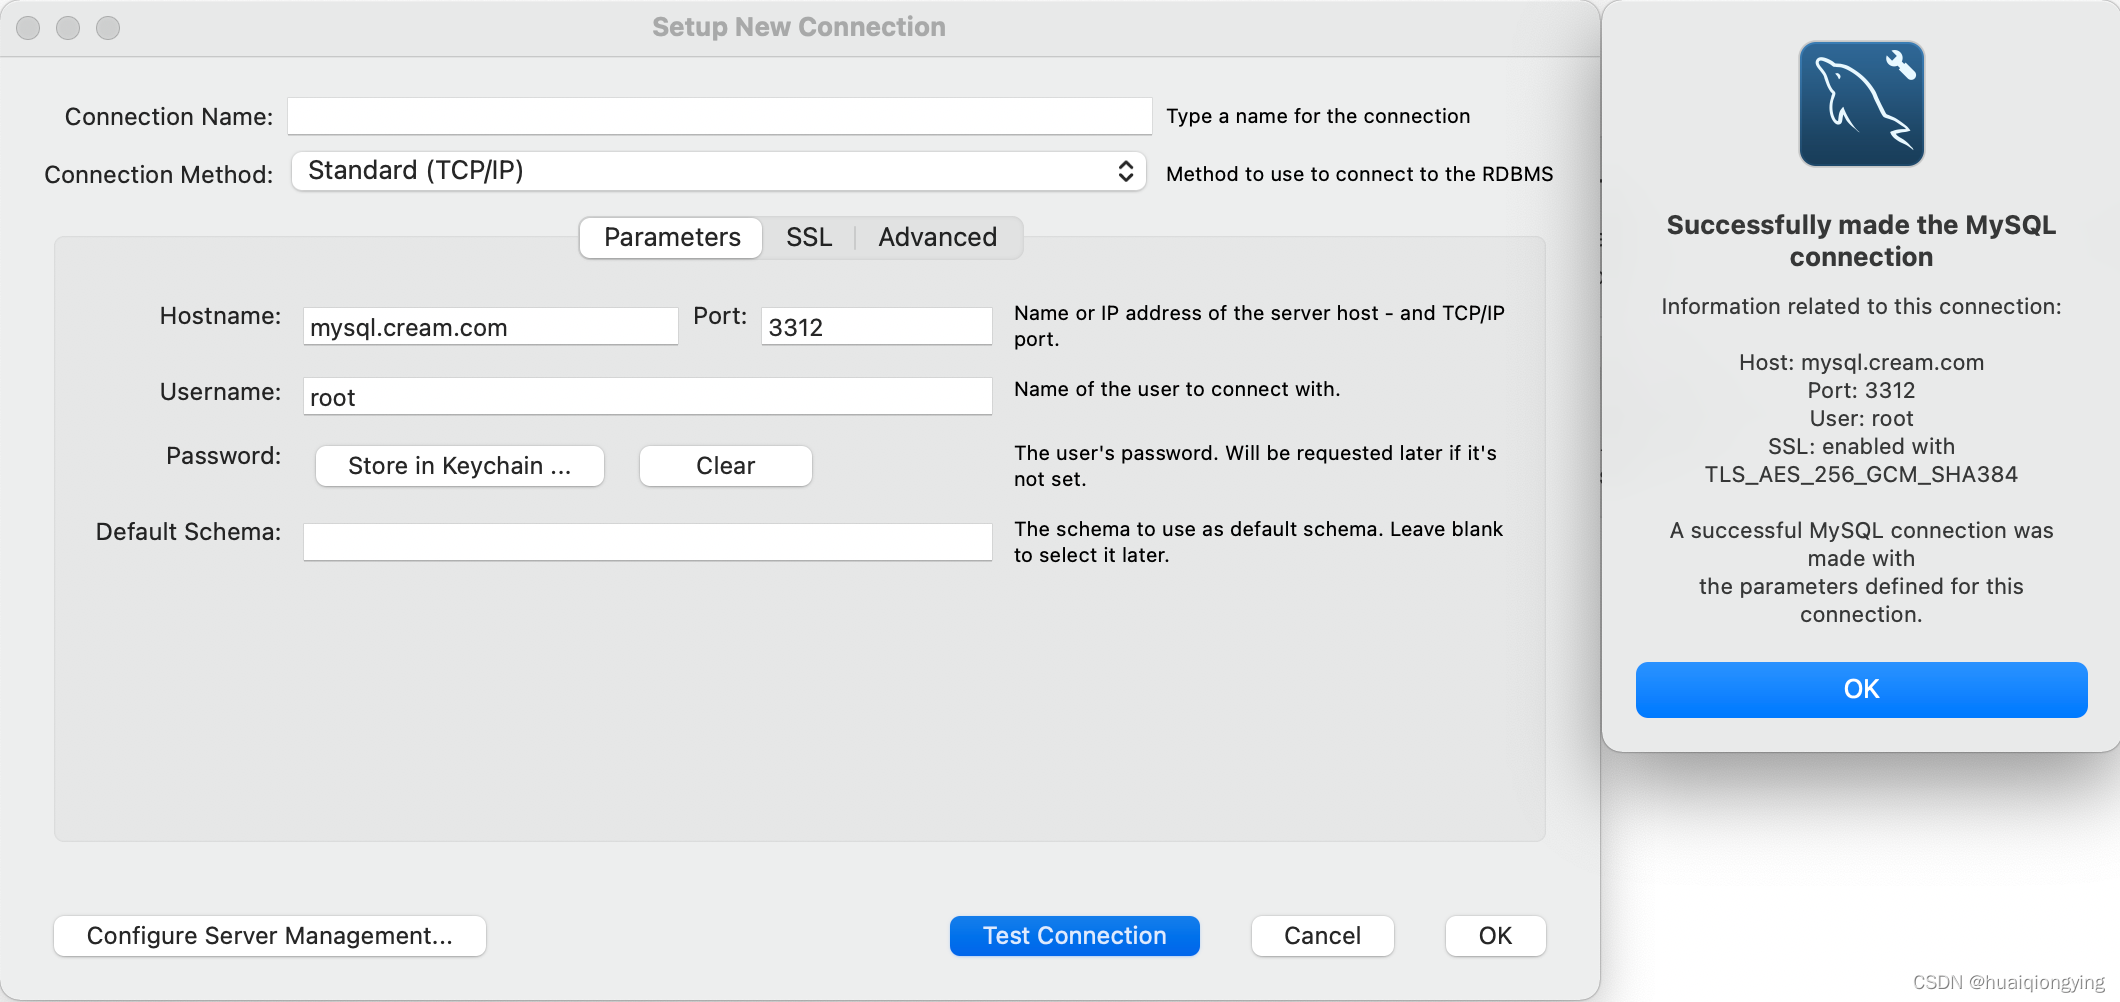 Setup New Connection
Connection Name:
Type a name for the connection
Connection Method:
Standard (TCP/IP)
Method to use to connect to the RDBMS
Parameters
SSL
Advanced
Hostname:
mysql.cream.com
Port:
3312
Name or IP address of the server host - and TCP/IP
port.
Username:
root
Name of the user to connect with.
Password:
Store in Keychain ...
Clear
The user's password. Will be requested later if it's
not set.
Default Schema:
The schema to use as default schema. Leave blank
to select it later.
Configure Server Management...
Test Connection
Cancel
OK
Successfully made the MySQL
connection
Information related to this connection:
Host: mysql.cream.com
Port: 3312
User: root
SSL: enabled with
TLS_AES_256_GCM_SHA384
A successful MySQL connection was
made with
the parameters defined for this
connection.
OK
CSDN @huaiqiongying